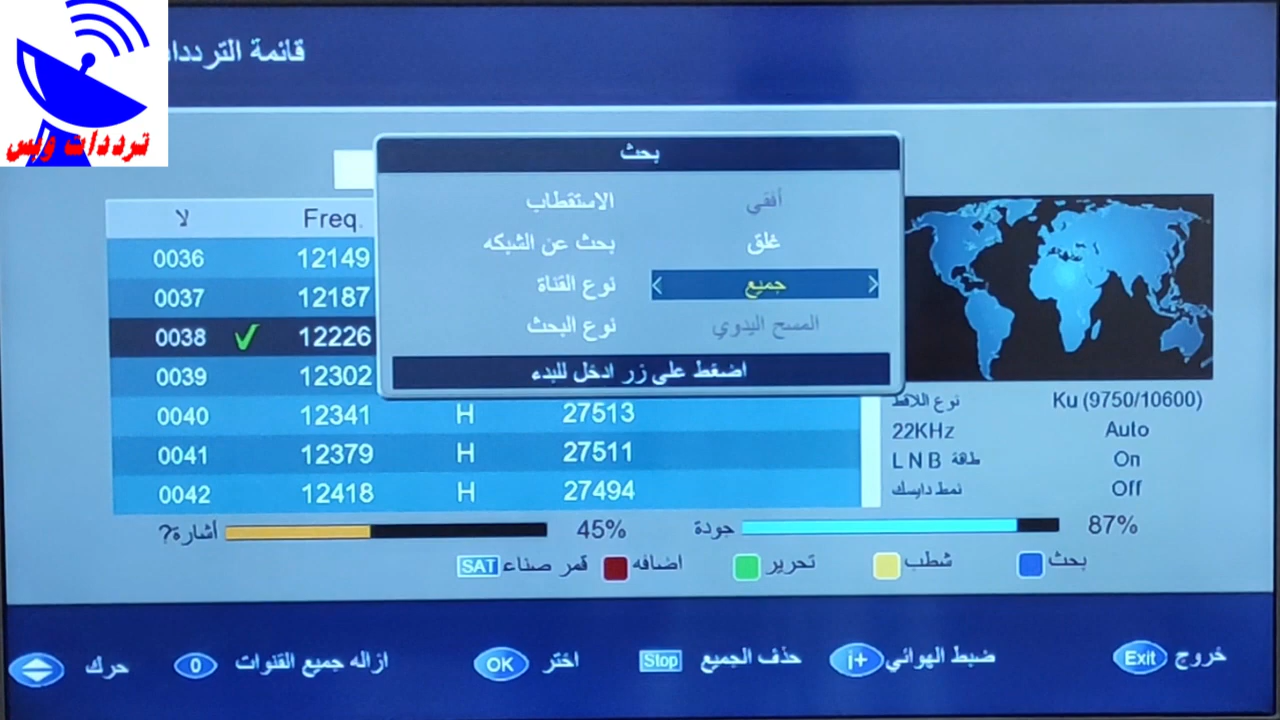 قائمة الترددا
ترددات ويس
بحث
الاستقطاب أفقي
بحث عن الشبكه غلق
نوع القناة جميع
نوع البحث المسح اليدوي
اضغط على زر ادخل للبدء
لا Freq.
0036 12149
0037 12187
0038 12226
0039 12302
0040 12341 H 27513
0041 12379 H 27511
0042 12418 H 27494
نوع اللاقط Ku (9750/10600)
22KHz Auto
LNB طاقة On
نمط دايسك Off
أشارة? 45% جودة 87%
SAT قمر صناء اضافه تحرير شطب بحث
حرك 0 ازاله جميع القنوات OK اختر Stop حذف الجميع i+ ضبط الهوائي Exit خروج